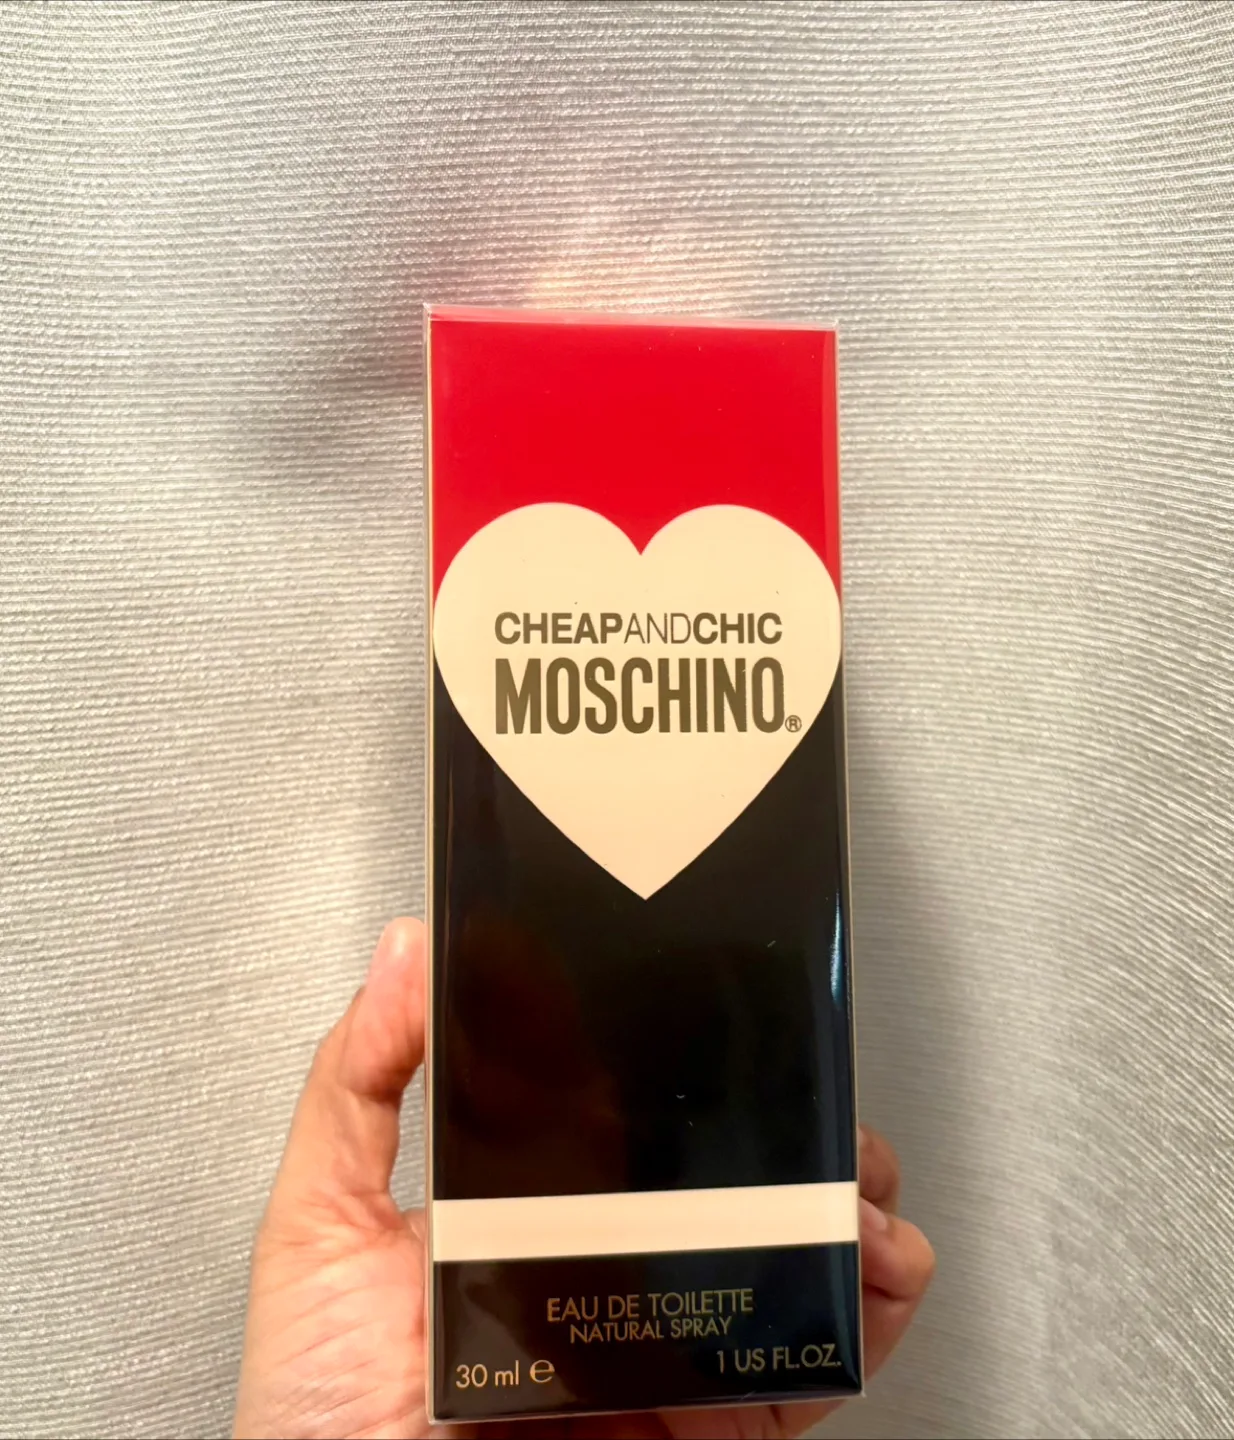 CHEAPANDCHIC
MOSCHINO®
EAU DE TOILETTE
NATURAL SPRAY
30 ml ℮
1 US FL.OZ.